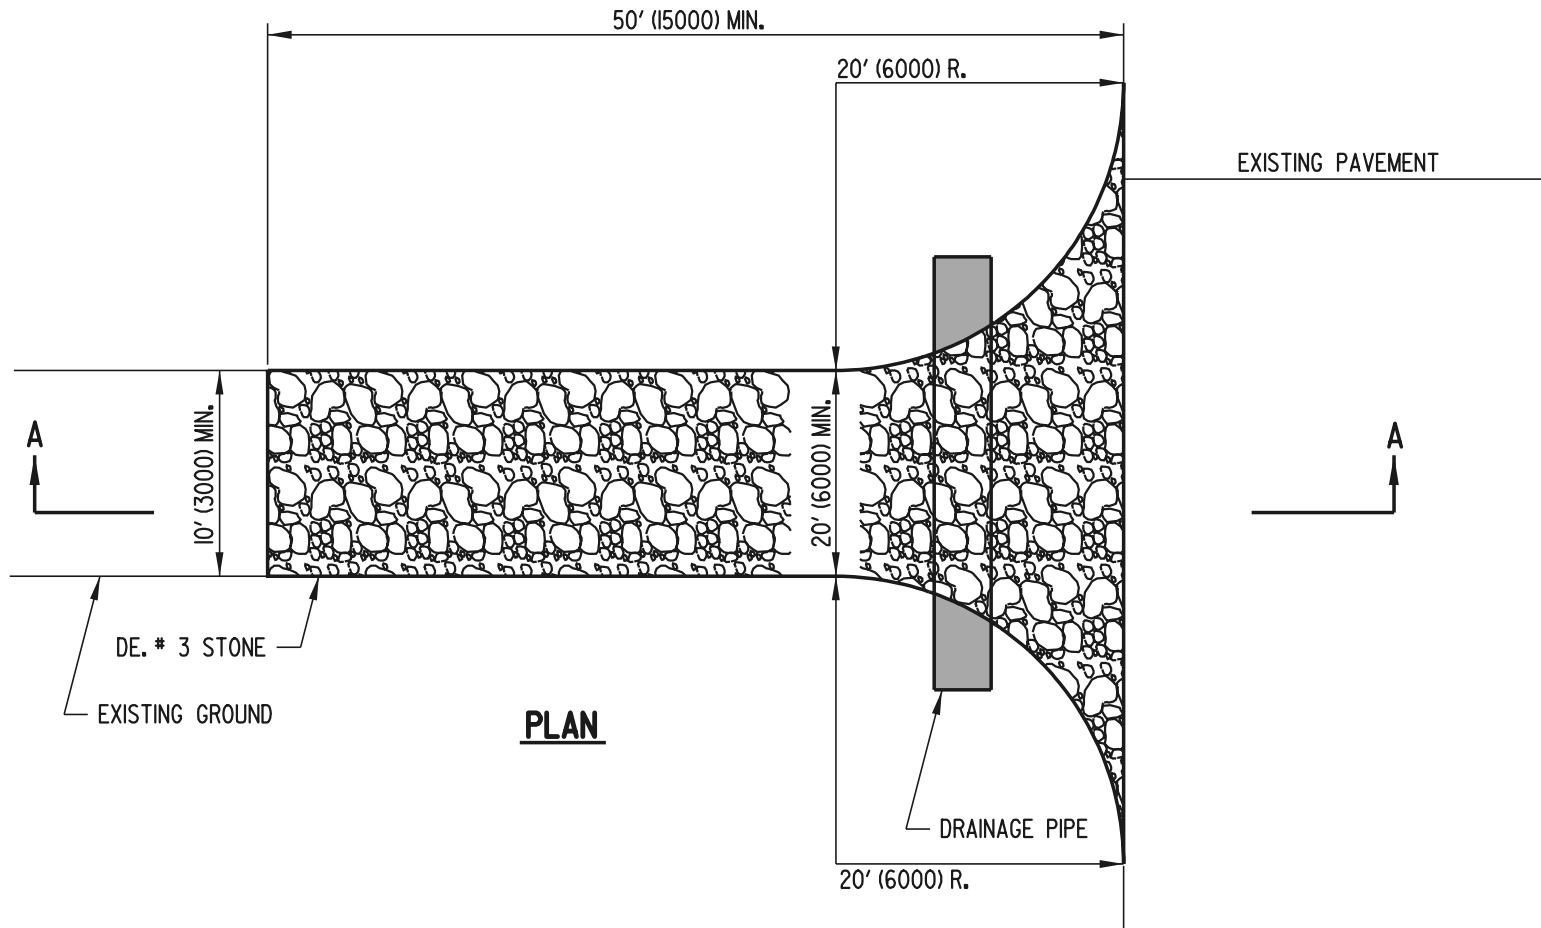 50' (15000) MIN.
20' (6000) R.
EXISTING PAVEMENT
A
A
10' (3000) MIN.
20' (6000) MIN.
DE. # 3 STONE
EXISTING GROUND
PLAN
DRAINAGE PIPE
20' (6000) R.